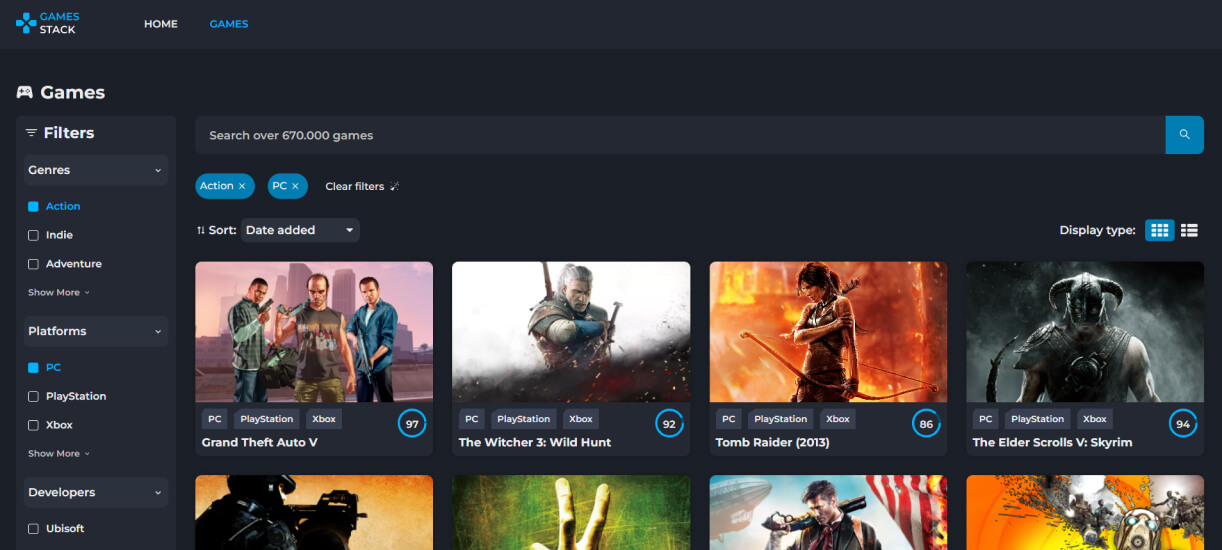 GAMES
STACK
HOME
GAMES
Games
Filters
Genres
Action
Indie
Adventure
Show More
Platforms
PC
PlayStation
Xbox
Show More
Developers
Ubisoft
Search over 670.000 games
Action ×
PC ×
Clear filters
Sort: Date added
Display type:
PC PlayStation Xbox
97
Grand Theft Auto V
PC PlayStation Xbox
92
The Witcher 3: Wild Hunt
PC PlayStation Xbox
86
Tomb Raider (2013)
PC PlayStation Xbox
94
The Elder Scrolls V: Skyrim